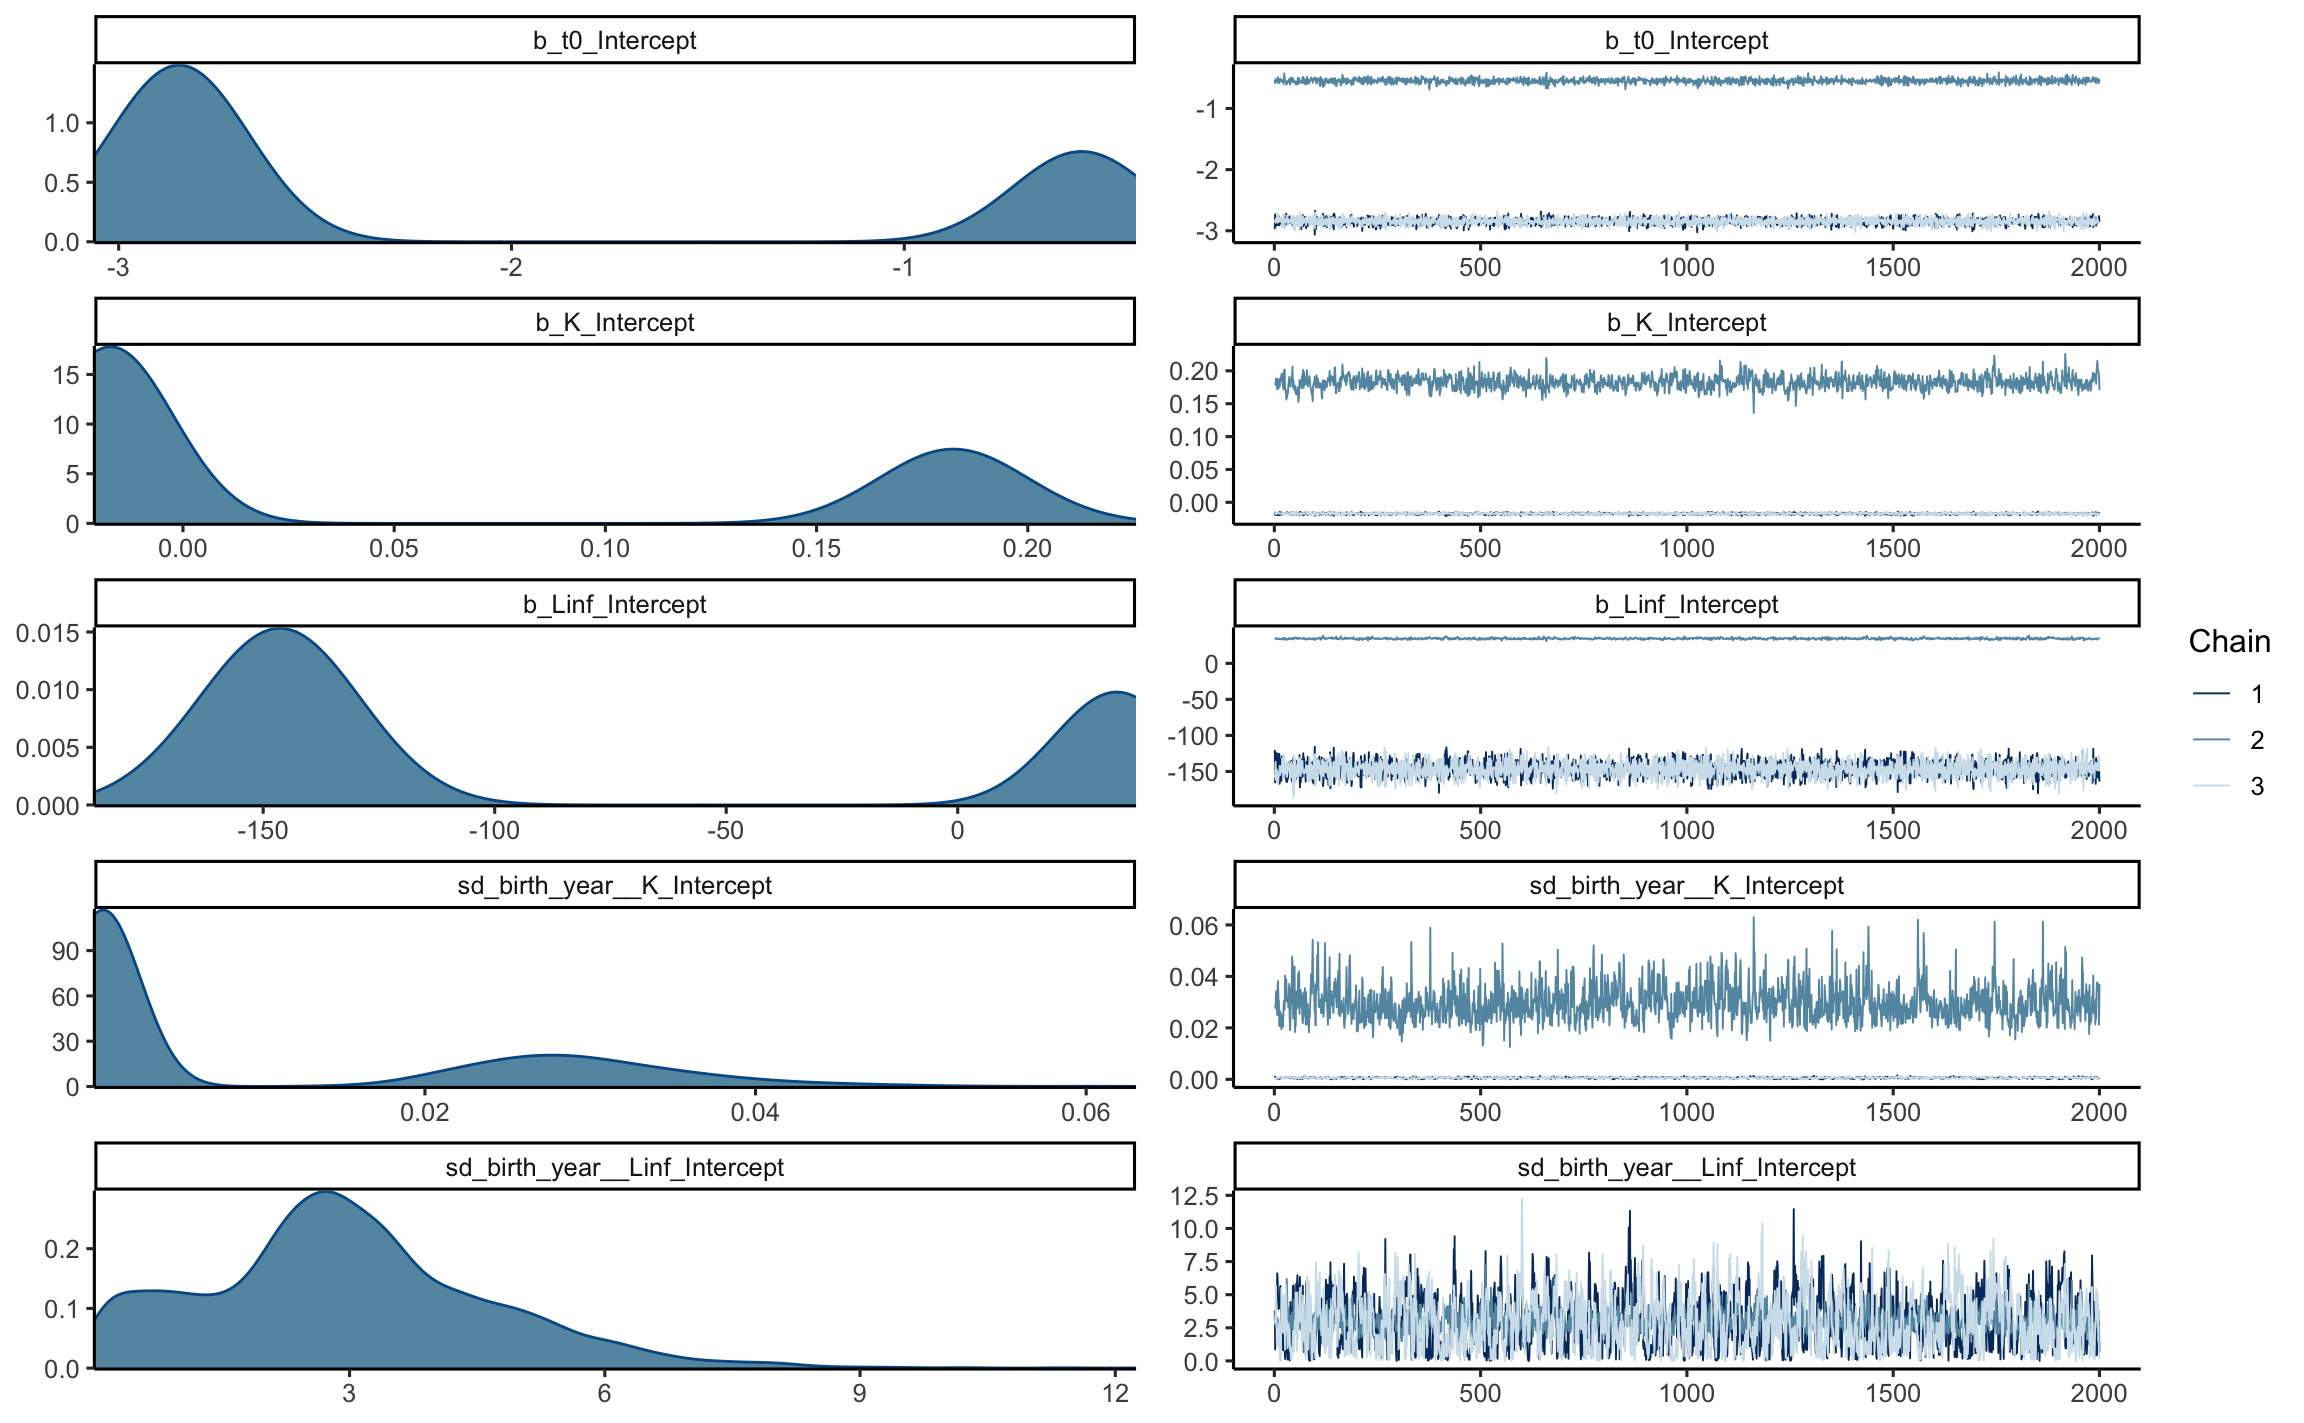 b_t0_Intercept
1.0
0.5
0.0
-3 -2 -1
b_t0_Intercept
-1
-2
-3
0 500 1000 1500 2000
b_K_Intercept
15
10
5
0
0.00 0.05 0.10 0.15 0.20
b_K_Intercept
0.20
0.15
0.10
0.05
0.00
0 500 1000 1500 2000
b_Linf_Intercept
0.015
0.010
0.005
0.000
-150 -100 -50 0
b_Linf_Intercept
0
-50
-100
-150
0 500 1000 1500 2000
sd_birth_year__K_Intercept
90
60
30
0
0.02 0.04 0.06
sd_birth_year__K_Intercept
0.06
0.04
0.02
0.00
0 500 1000 1500 2000
sd_birth_year__Linf_Intercept
0.2
0.1
0.0
3 6 9 12
sd_birth_year__Linf_Intercept
12.5
10.0
7.5
5.0
2.5
0.0
0 500 1000 1500 2000
Chain
1
2
3